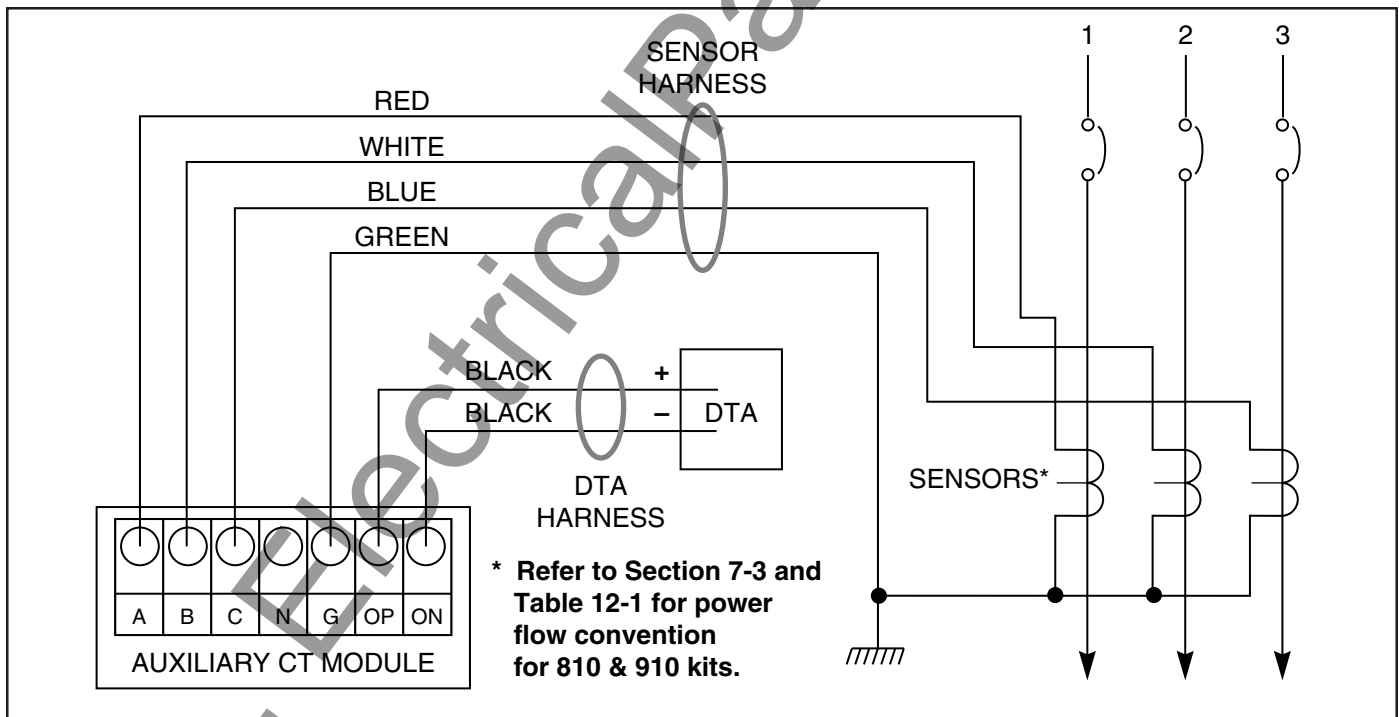 1 2 3
SENSOR
HARNESS
RED
WHITE
BLUE
GREEN
BLACK +
BLACK –
DTA
DTA
HARNESS
SENSORS*
A B C N G OP ON
AUXILIARY CT MODULE
* Refer to Section 7-3 and
Table 12-1 for power
flow convention
for 810 & 910 kits.